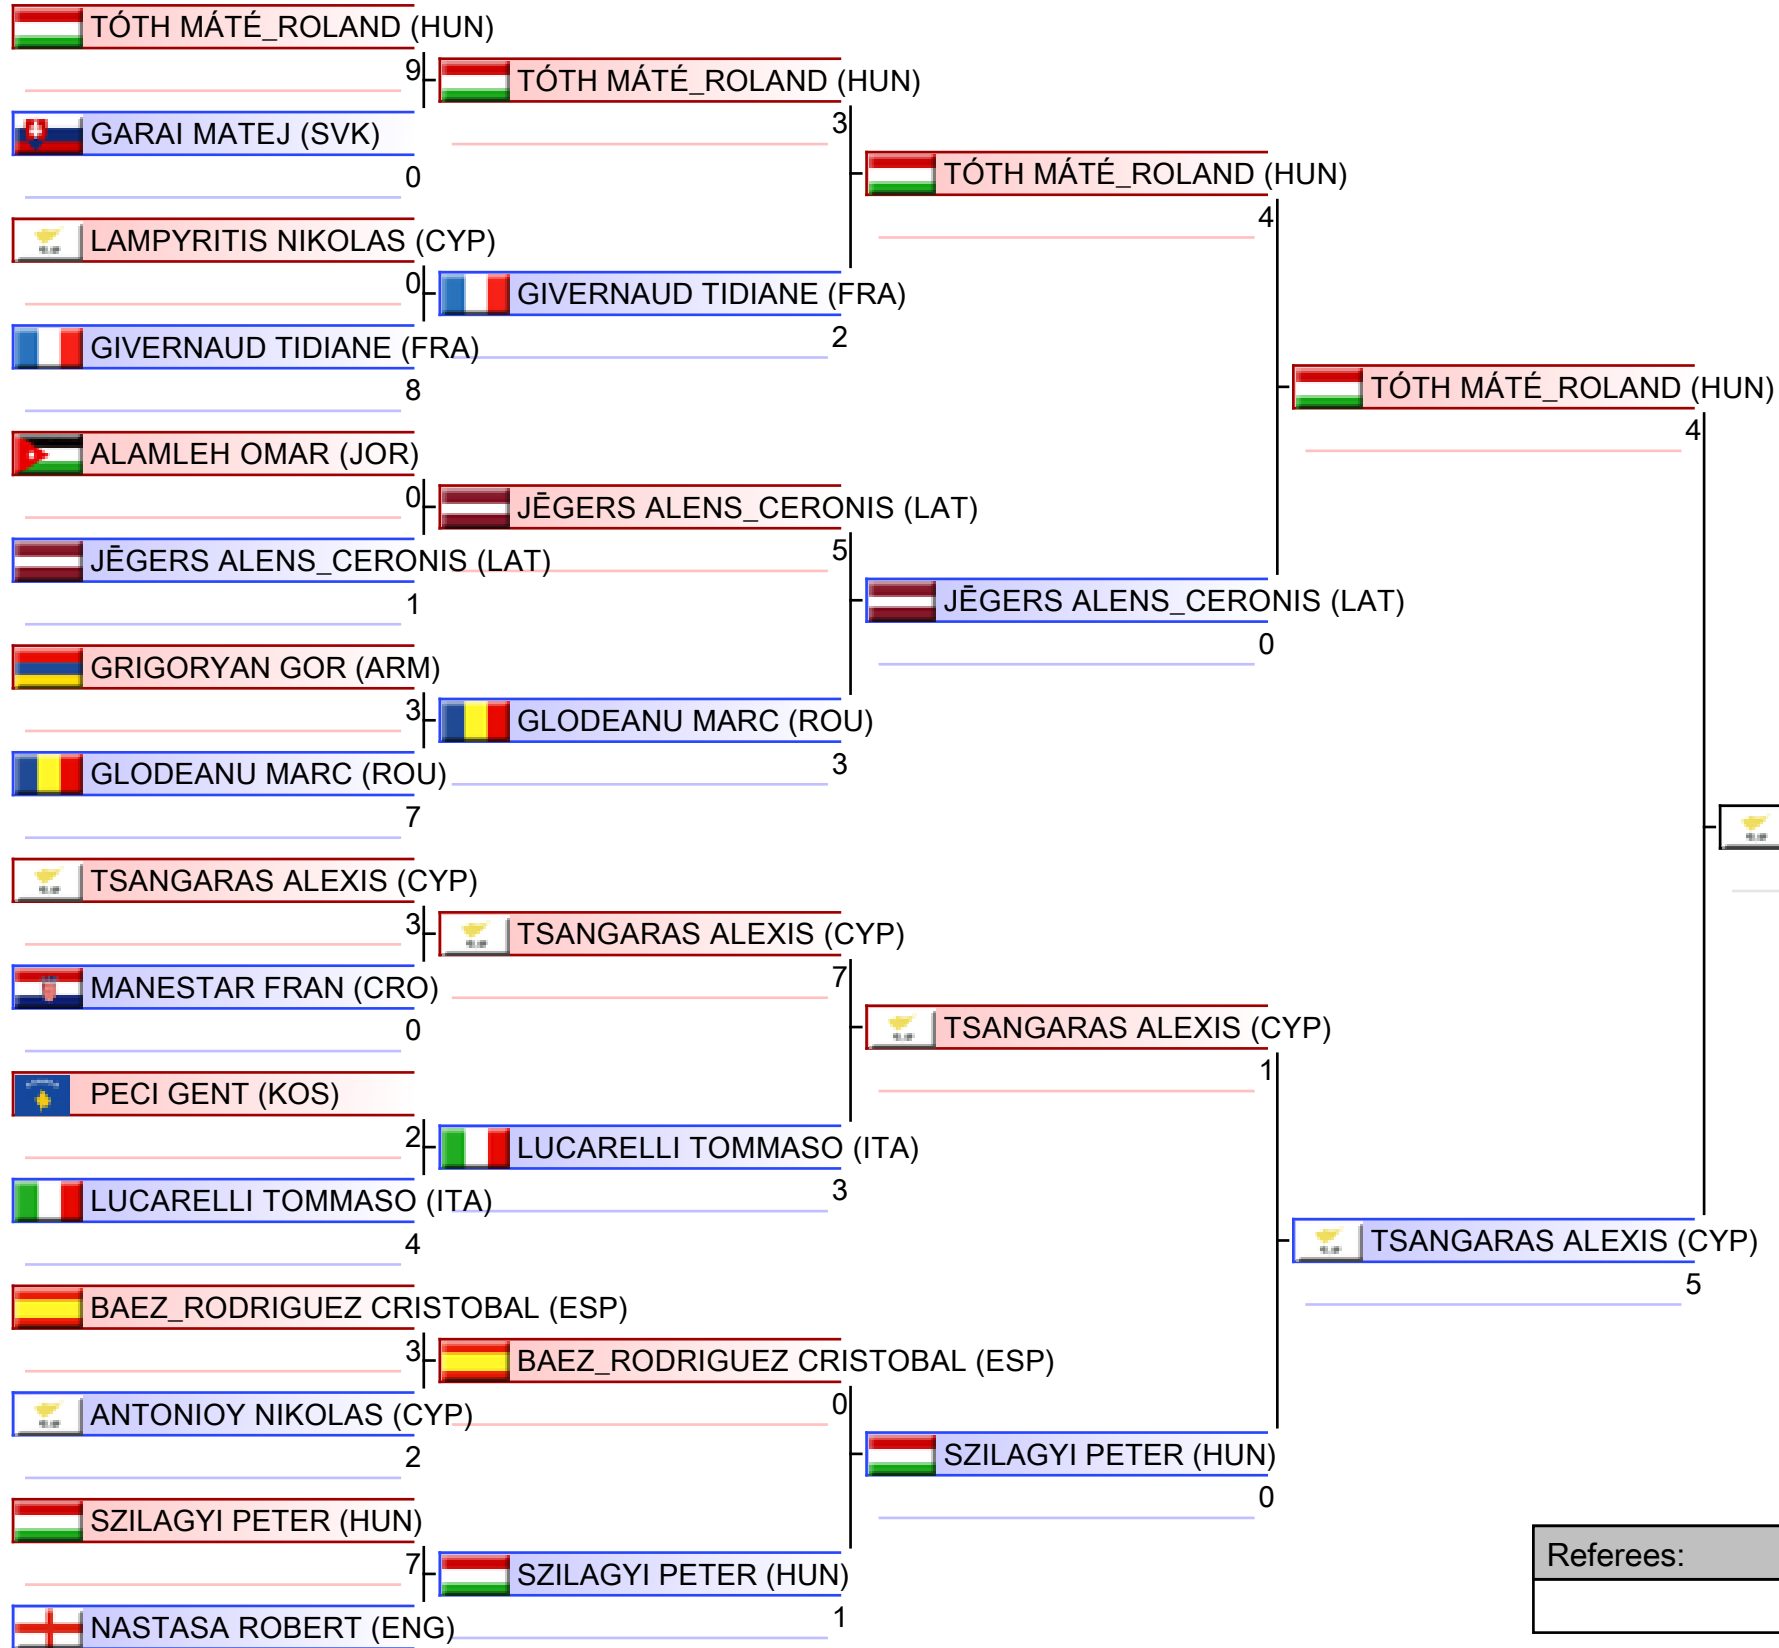 TÓTH MÁTÉ_ROLAND (HUN)
9
GARAI MATEJ (SVK)
0
LAMPYRITIS NIKOLAS (CYP)
0
GIVERNAUD TIDIANE (FRA)
8
ALAMLEH OMAR (JOR)
0
JĒGERS ALENS_CERONIS (LAT)
1
GRIGORYAN GOR (ARM)
3
GLODEANU MARC (ROU)
7
TSANGARAS ALEXIS (CYP)
3
MANESTAR FRAN (CRO)
0
PECI GENT (KOS)
2
LUCARELLI TOMMASO (ITA)
4
BAEZ_RODRIGUEZ CRISTOBAL (ESP)
3
ANTONIOY NIKOLAS (CYP)
2
SZILAGYI PETER (HUN)
7
NASTASA ROBERT (ENG)
TÓTH MÁTÉ_ROLAND (HUN)
3
GIVERNAUD TIDIANE (FRA)
2
JĒGERS ALENS_CERONIS (LAT)
5
GLODEANU MARC (ROU)
3
TSANGARAS ALEXIS (CYP)
7
LUCARELLI TOMMASO (ITA)
3
BAEZ_RODRIGUEZ CRISTOBAL (ESP)
0
SZILAGYI PETER (HUN)
1
TÓTH MÁTÉ_ROLAND (HUN)
4
JĒGERS ALENS_CERONIS (LAT)
0
TSANGARAS ALEXIS (CYP)
1
SZILAGYI PETER (HUN)
0
TÓTH MÁTÉ_ROLAND (HUN)
4
TSANGARAS ALEXIS (CYP)
5
Referees: